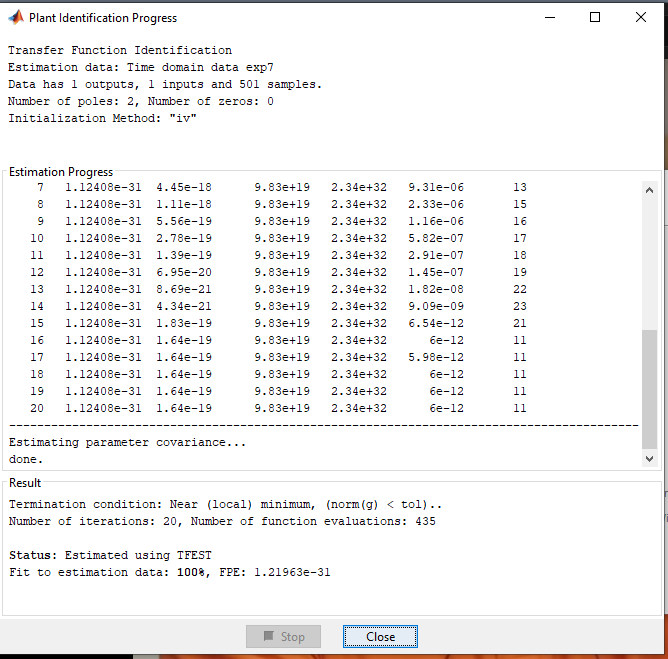 Plant Identification Progress
Transfer Function Identification
Estimation data: Time domain data exp7
Data has 1 outputs, 1 inputs and 501 samples.
Number of poles: 2, Number of zeros: 0
Initialization Method: "iv"
Estimation Progress
7 1.12408e-31 4.45e-18 9.83e+19 2.34e+32 9.31e-06 13
8 1.12408e-31 1.11e-18 9.83e+19 2.34e+32 2.33e-06 15
9 1.12408e-31 5.56e-19 9.83e+19 2.34e+32 1.16e-06 16
10 1.12408e-31 2.78e-19 9.83e+19 2.34e+32 5.82e-07 17
11 1.12408e-31 1.39e-19 9.83e+19 2.34e+32 2.91e-07 18
12 1.12408e-31 6.95e-20 9.83e+19 2.34e+32 1.45e-07 19
13 1.12408e-31 8.69e-21 9.83e+19 2.34e+32 1.82e-08 22
14 1.12408e-31 4.34e-21 9.83e+19 2.34e+32 9.09e-09 23
15 1.12408e-31 1.83e-19 9.83e+19 2.34e+32 6.54e-12 21
16 1.12408e-31 1.64e-19 9.83e+19 2.34e+32 6e-12 11
17 1.12408e-31 1.64e-19 9.83e+19 2.34e+32 5.98e-12 11
18 1.12408e-31 1.64e-19 9.83e+19 2.34e+32 6e-12 11
19 1.12408e-31 1.64e-19 9.83e+19 2.34e+32 6e-12 11
20 1.12408e-31 1.64e-19 9.83e+19 2.34e+32 6e-12 11
------------------------------------------------------------------------------------------
Estimating parameter covariance...
done.
Result
Termination condition: Near (local) minimum, (norm(g) < tol)..
Number of iterations: 20, Number of function evaluations: 435
Status: Estimated using TFEST
Fit to estimation data: 100%, FPE: 1.21963e-31
Stop
Close